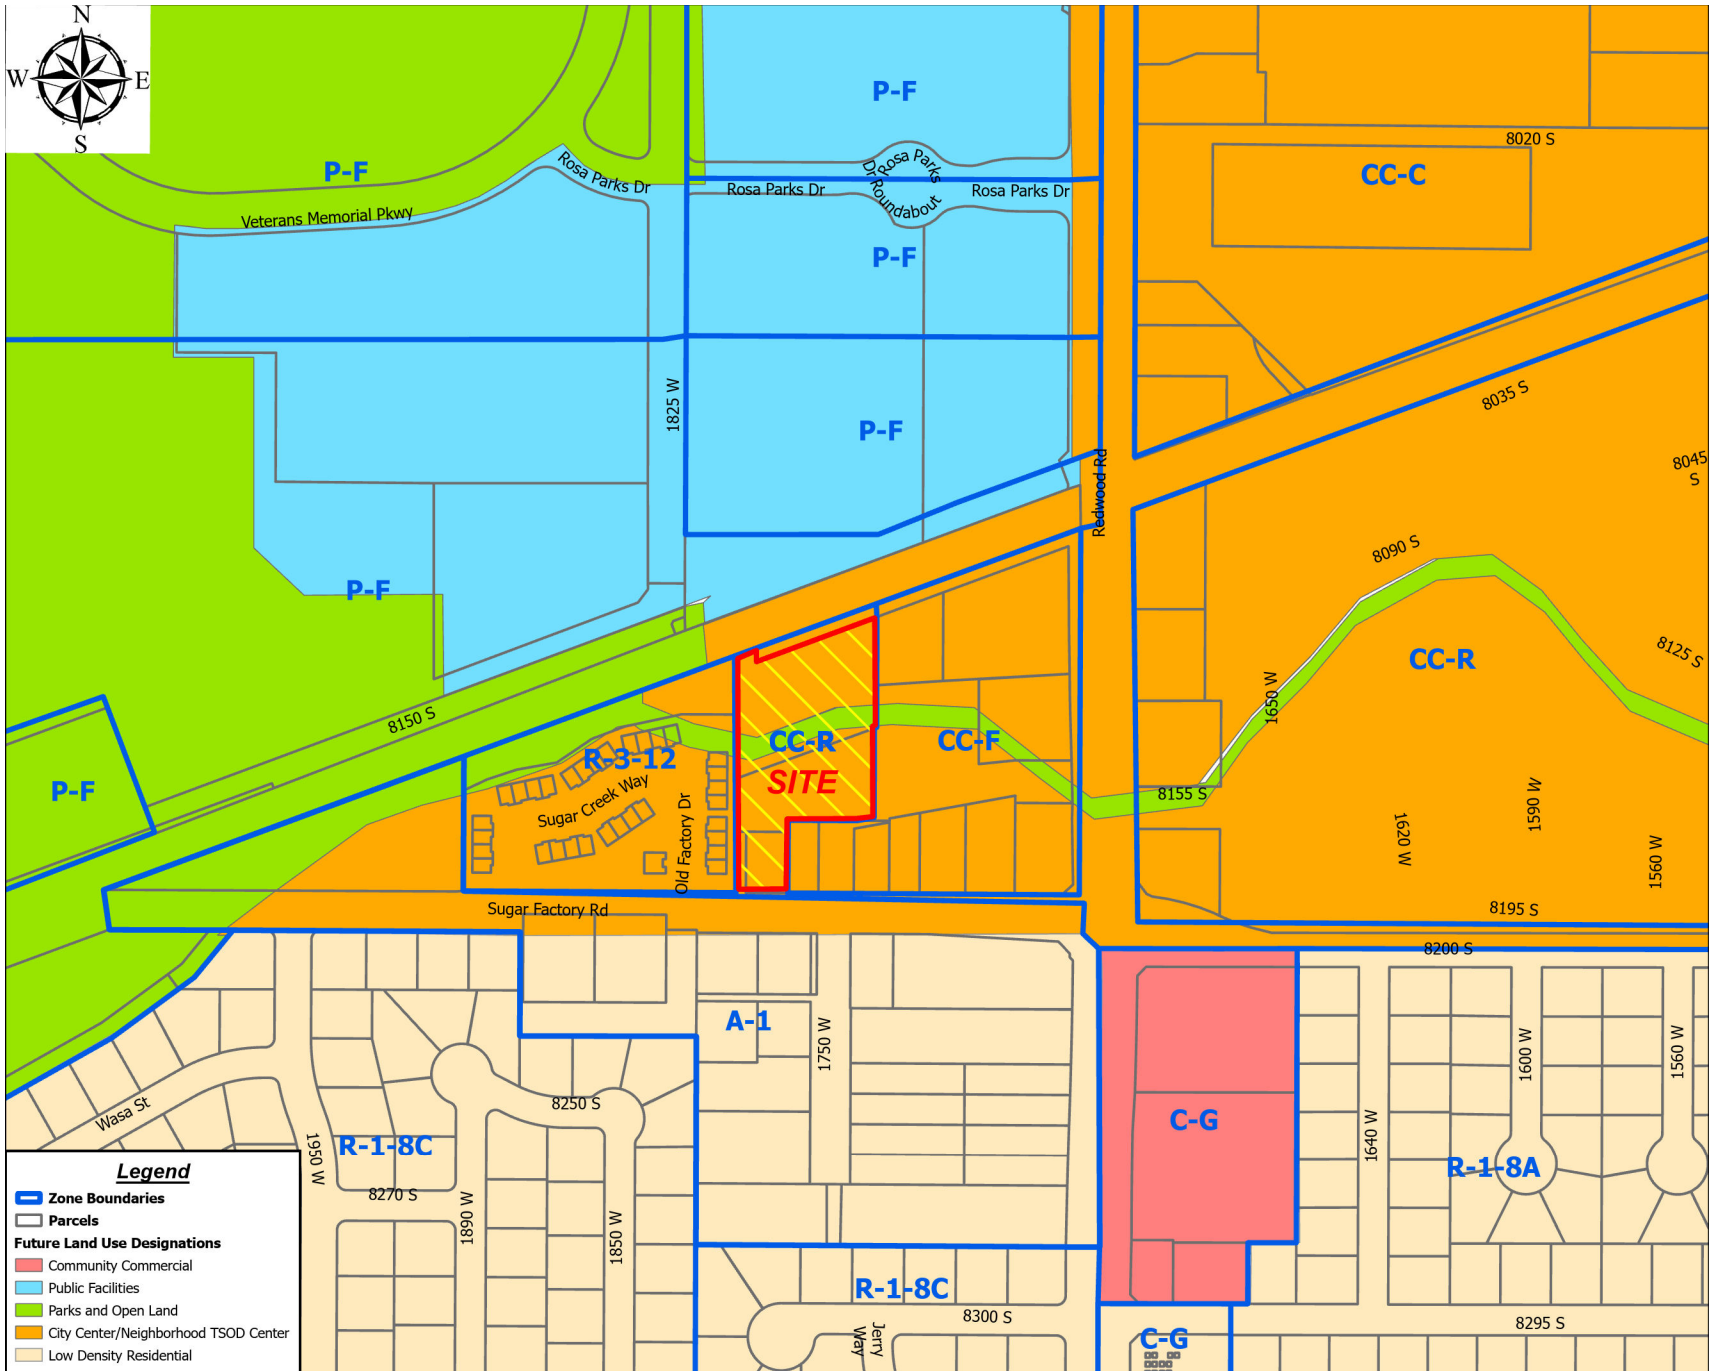 N
W
E
S
P-F
P-F
8020 S
CC-C
Rosa Parks Dr
Rosa Parks
Dr Roundabout
Rosa Parks Dr
Rosa Parks Dr
Veterans Memorial Pkwy
P-F
1825 W
P-F
8035 S
Redwood Rd
8045
S
8090 S
P-F
8125 S
CC-R
1650 W
8150 S
CC-R
SITE
CC-F
R-3-12
Sugar Creek Way
Old Factory Dr
P-F
8155 S
1620 W
1590 W
1560 W
Sugar Factory Rd
8195 S
8200 S
A-1
1750 W
1600 W
1560 W
Wasa St
8250 S
1950 W
R-1-8C
C-G
1640 W
R-1-8A
8270 S
1890 W
1850 W
R-1-8C
8300 S
Jerry
Way
C-G
8295 S
Legend
Zone Boundaries
Parcels
Future Land Use Designations
Community Commercial
Public Facilities
Parks and Open Land
City Center/Neighborhood TSOD Center
Low Density Residential